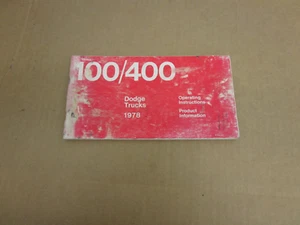 100/400
Dodge
Trucks
1978
Operating
Instructions
Product
Information